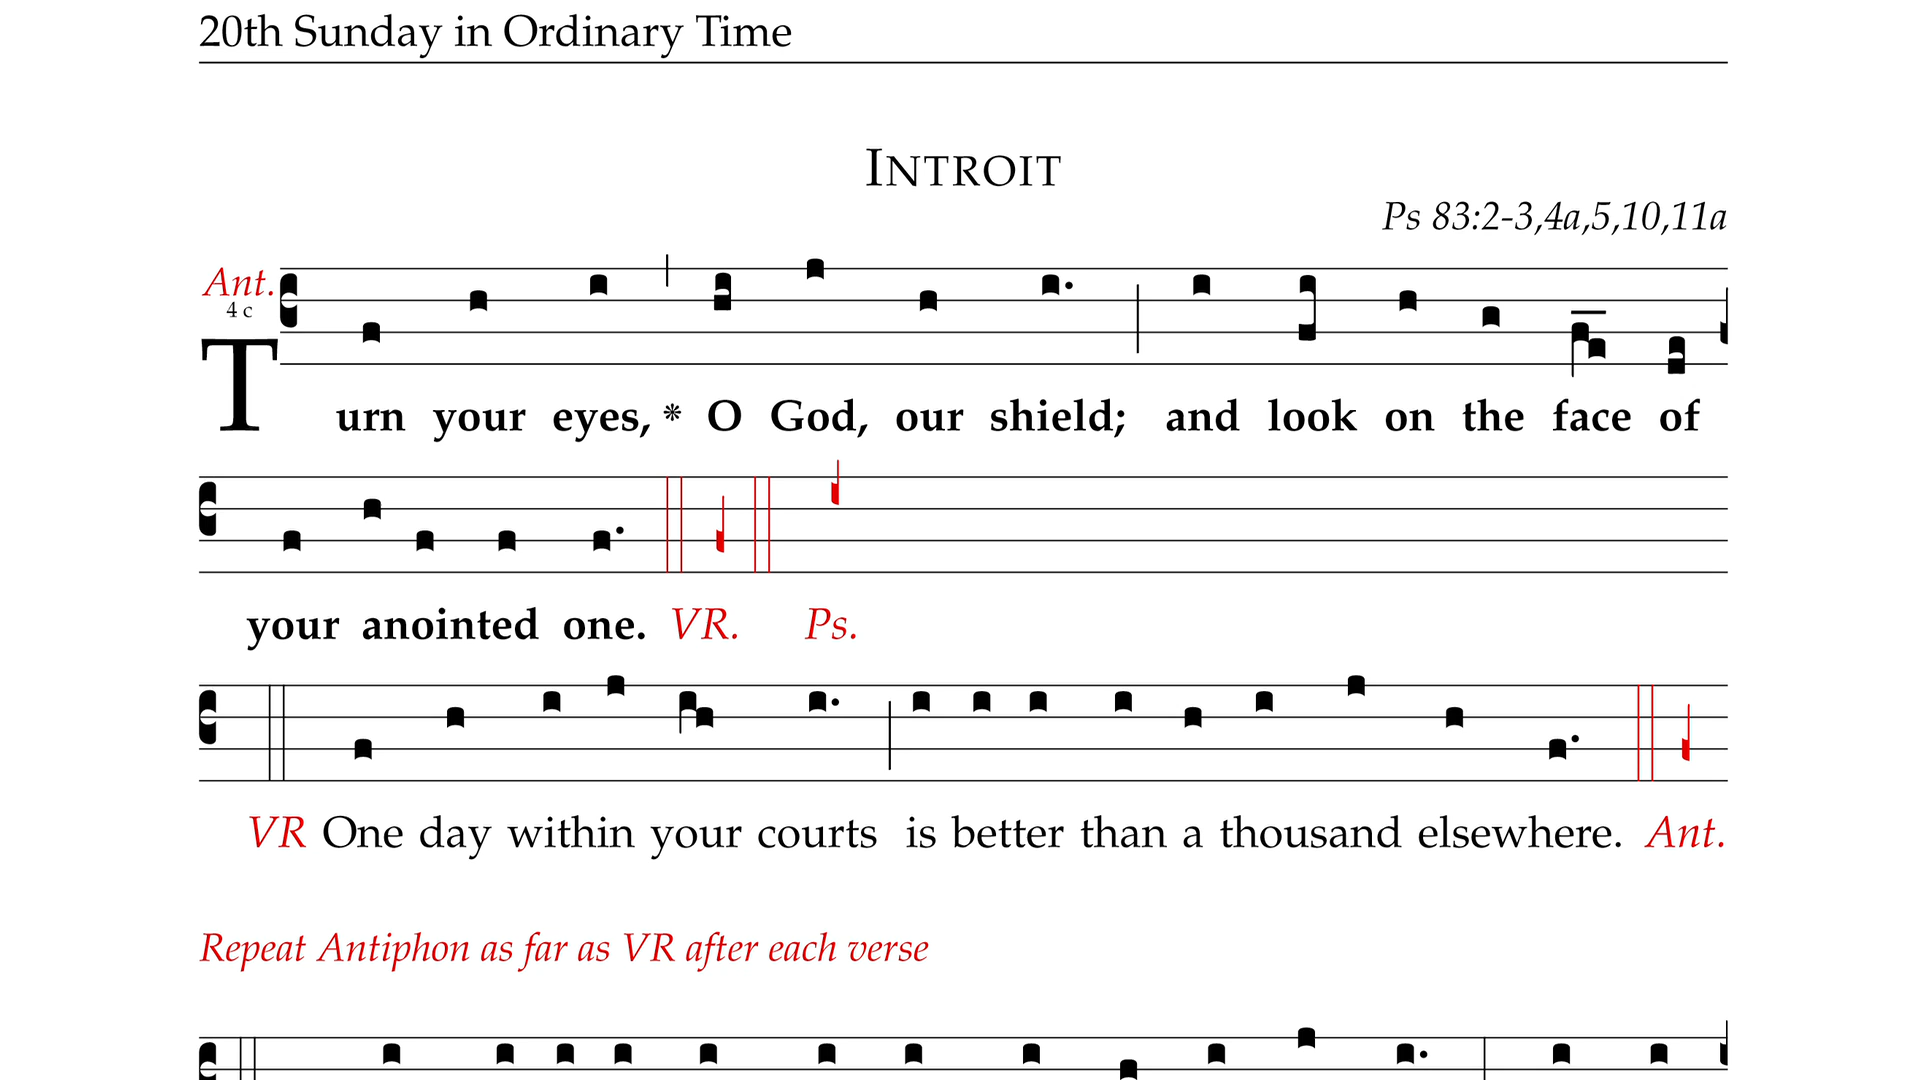 20th Sunday in Ordinary Time
INTROIT
Ps 83:2-3,4a,5,10,11a
Ant.
4 c
Turn your eyes, * O God, our shield; and look on the face of
your anointed one. VR. Ps.
VR One day within your courts is better than a thousand elsewhere. Ant.
Repeat Antiphon as far as VR after each verse